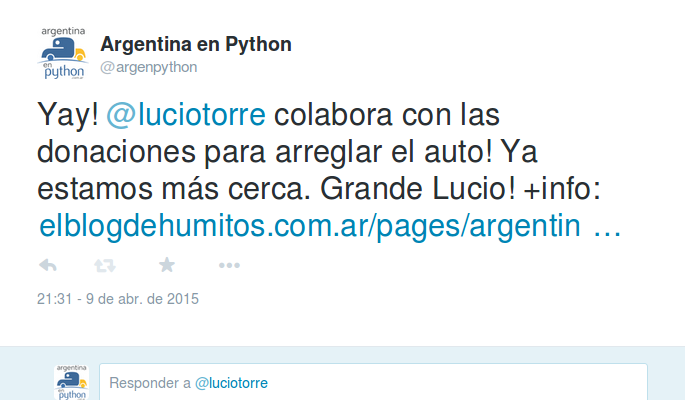 argentina
en
python
.com.ar
Argentina en Python
@argenpython
Yay! @luciotorre colabora con las
donaciones para arreglar el auto! Ya
estamos más cerca. Grande Lucio! +info:
elblogdehumitos.com.ar/pages/argentin …
21:31 - 9 de abr. de 2015
argentina
en
python
Responder a @luciotorre